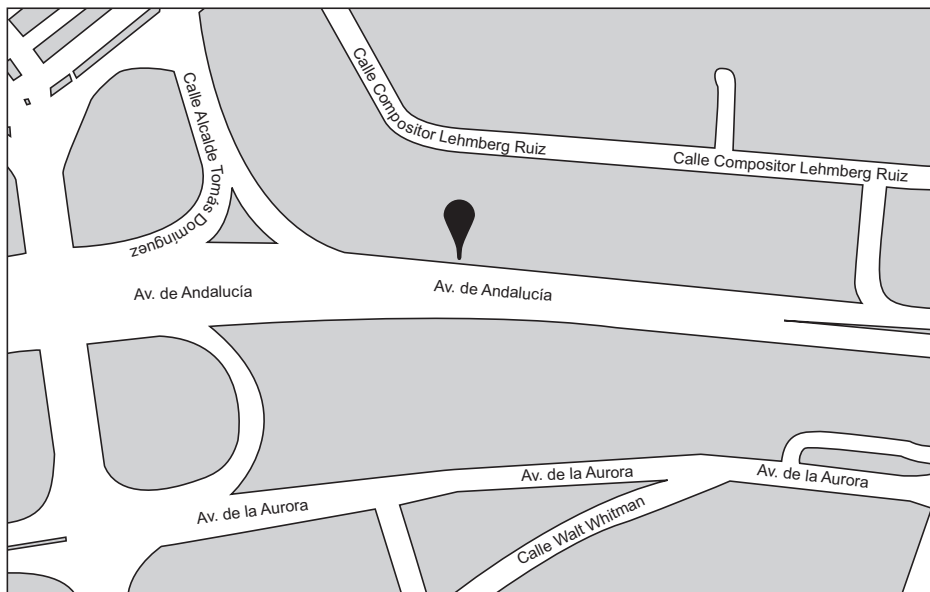 Calle Compositor Lehmberg Ruiz
Calle Alcalde Tomás Domínguez
Calle Compositor Lehmberg Ruiz
Av. de Andalucía
Av. de Andalucía
Av. de la Aurora
Av. de la Aurora
Av. de la Aurora
Calle Walt Whitman